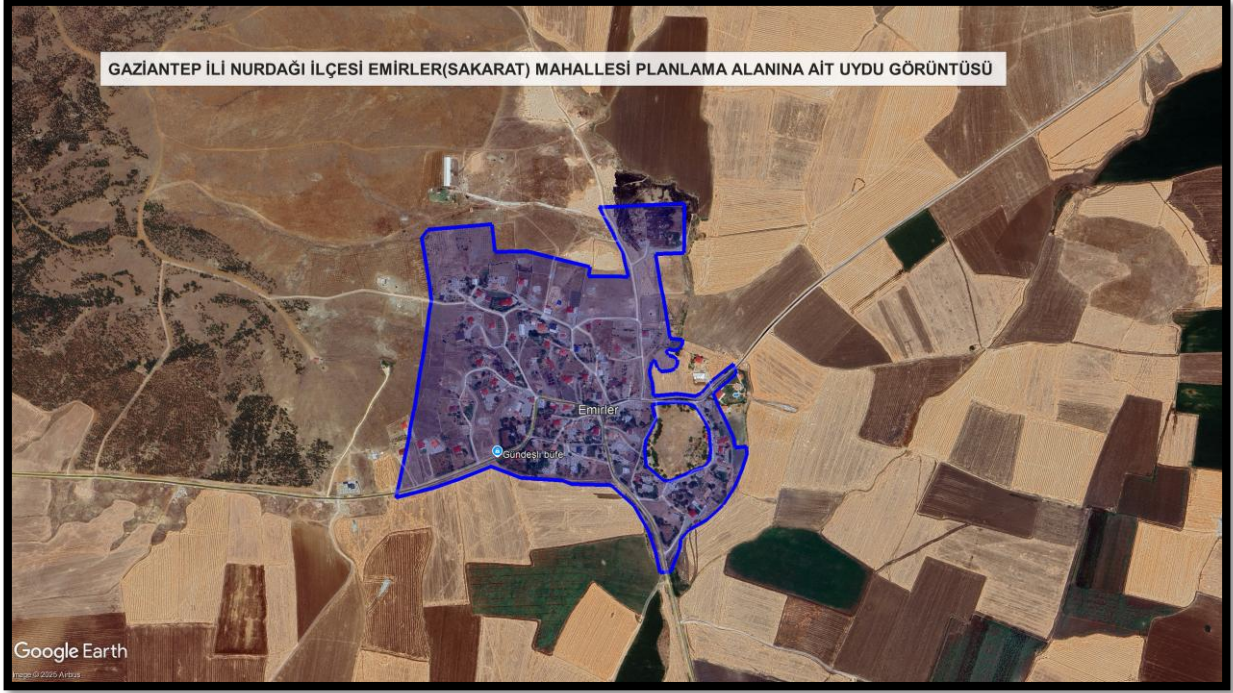 GAZİANTEP İLİ NURDAĞI İLÇESİ EMİRLER(SAKARAT) MAHALLESİ PLANLAMA ALANINA AİT UYDU GÖRÜNTÜSÜ
Emirler
Gündeşli büfe
Google Earth
Image © 2025 Airbus